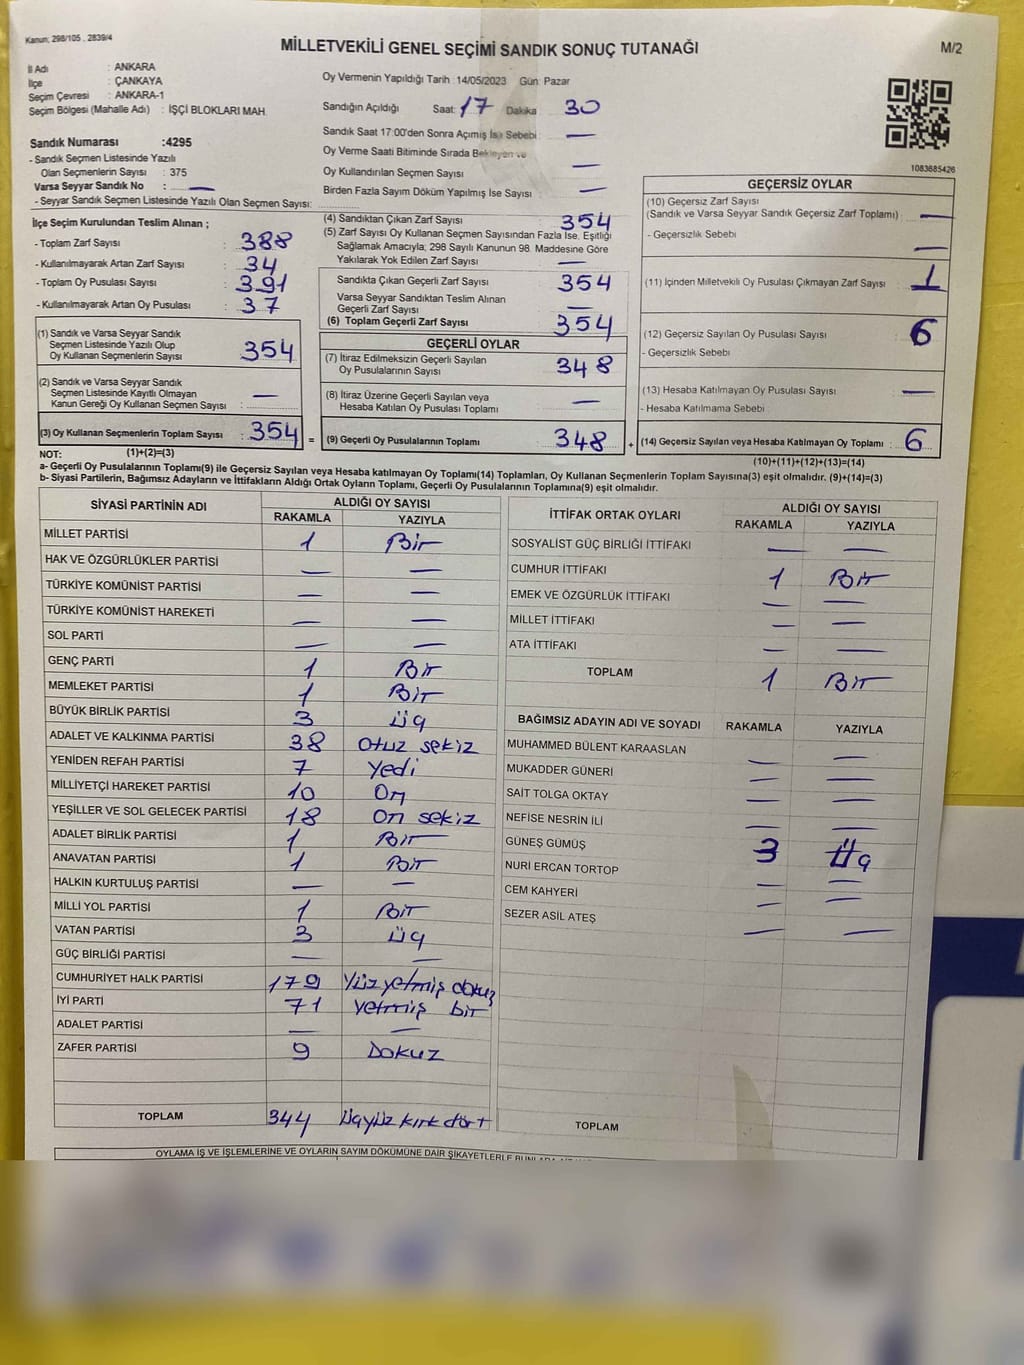 Kanun; 298/105 , 2839/4
MİLLETVEKİLİ GENEL SEÇİMİ SANDIK SONUÇ TUTANAĞI
M/2
İl Adı : ANKARA
İlçe : ÇANKAYA
Seçim Çevresi : ANKARA-1
Seçim Bölgesi (Mahalle Adı) : İŞÇİ BLOKLARI MAH.
Sandık Numarası :4295
- Sandık Seçmen Listesinde Yazılı
Olan Seçmenlerin Sayısı : 375
Varsa Seyyar Sandık No : —
- Seyyar Sandık Seçmen Listesinde Yazılı Olan Seçmen Sayısı:
Oy Vermenin Yapıldığı Tarih :14/05/2023 Gün: Pazar
Sandığın Açıldığı Saat: 17 Dakika : 30
Sandık Saat 17:00'den Sonra Açımış İse Sebebi : —
Oy Verme Saati Bitiminde Sırada Bekleyen ve
Oy Kullandırılan Seçmen Sayısı : —
Birden Fazla Sayım Döküm Yapılmış İse Sayısı : —
1083685426
İlçe Seçim Kurulundan Teslim Alınan ;
- Toplam Zarf Sayısı : 388
- Kullanılmayarak Artan Zarf Sayısı : 34
- Toplam Oy Pusulası Sayısı : 391
- Kullanılmayarak Artan Oy Pusulası : 37
(1) Sandık ve Varsa Seyyar Sandık
Seçmen Listesinde Yazılı Olup
Oy Kullanan Seçmenlerin Sayısı : 354
(2) Sandık ve Varsa Seyyar Sandık
Seçmen Listesinde Kayıtlı Olmayan
Kanun Gereği Oy Kullanan Seçmen Sayısı : —
(3) Oy Kullanan Seçmenlerin Toplam Sayısı : 354 =
(1)+(2)=(3)
(4) Sandıktan Çıkan Zarf Sayısı : 354
(5) Zarf Sayısı Oy Kullanan Seçmen Sayısından Fazla İse, Eşitliği
Sağlamak Amacıyla; 298 Sayılı Kanunun 98. Maddesine Göre
Yakılarak Yok Edilen Zarf Sayısı : —
Sandıkta Çıkan Geçerli Zarf Sayısı : 354
Varsa Seyyar Sandıktan Teslim Alınan
Geçerli Zarf Sayısı : —
(6) Toplam Geçerli Zarf Sayısı : 354
GEÇERLİ OYLAR
(7) İtiraz Edilmeksizin Geçerli Sayılan
Oy Pusulalarının Sayısı : 348
(8) İtiraz Üzerine Geçerli Sayılan veya
Hesaba Katılan Oy Pusulası Toplamı : —
(9) Geçerli Oy Pusulalarının Toplamı : 348 +
GEÇERSİZ OYLAR
(10) Geçersiz Zarf Sayısı
(Sandık ve Varsa Seyyar Sandık Geçersiz Zarf Toplamı) : —
- Geçersizlik Sebebi : —
(11) İçinden Milletvekili Oy Pusulası Çıkmayan Zarf Sayısı : 1
(12) Geçersiz Sayılan Oy Pusulası Sayısı : 6
- Geçersizlik Sebebi
(13) Hesaba Katılmayan Oy Pusulası Sayısı : —
- Hesaba Katılmama Sebebi
(14) Geçersiz Sayılan veya Hesaba Katılmayan Oy Toplamı : 6
(10)+(11)+(12)+(13)=(14)
NOT:
a- Geçerli Oy Pusulalarının Toplamı(9) ile Geçersiz Sayılan veya Hesaba katılmayan Oy Toplamı(14) Toplamları, Oy Kullanan Seçmenlerin Toplam Sayısına(3) eşit olmalıdır. (9)+(14)=(3)
b- Siyasi Partilerin, Bağımsız Adayların ve İttifakların Aldığı Ortak Oyların Toplamı, Geçerli Oy Pusulalarının Toplamına(9) eşit olmalıdır.
SİYASİ PARTİNİN ADI ALDIĞI OY SAYISI
RAKAMLA YAZIYLA
MİLLET PARTİSİ 1 Bir
HAK VE ÖZGÜRLÜKLER PARTİSİ — —
TÜRKİYE KOMÜNİST PARTİSİ — —
TÜRKİYE KOMÜNİST HAREKETİ — —
SOL PARTİ — —
GENÇ PARTİ 1 Bir
MEMLEKET PARTİSİ 1 Bir
BÜYÜK BİRLİK PARTİSİ 3 üç
ADALET VE KALKINMA PARTİSİ 38 otuz sekiz
YENİDEN REFAH PARTİSİ 7 yedi
MİLLİYETÇİ HAREKET PARTİSİ 10 On
YEŞİLLER VE SOL GELECEK PARTİSİ 18 on sekiz
ADALET BİRLİK PARTİSİ 1 Bir
ANAVATAN PARTİSİ 1 Bir
HALKIN KURTULUŞ PARTİSİ — —
MİLLİ YOL PARTİSİ 1 Bir
VATAN PARTİSİ 3 üç
GÜÇ BİRLİĞİ PARTİSİ — —
CUMHURİYET HALK PARTİSİ 179 Yüz yetmiş dokuz
İYİ PARTİ 71 yetmiş bir
ADALET PARTİSİ — —
ZAFER PARTİSİ 9 Dokuz
TOPLAM 344 üçyüz kırk dört
İTTİFAK ORTAK OYLARI ALDIĞI OY SAYISI
RAKAMLA YAZIYLA
SOSYALİST GÜÇ BİRLİĞİ İTTİFAKI — —
CUMHUR İTTİFAKI 1 Bir
EMEK VE ÖZGÜRLÜK İTTİFAKI — —
MİLLET İTTİFAKI — —
ATA İTTİFAKI — —
TOPLAM 1 Bir
BAĞIMSIZ ADAYIN ADI VE SOYADI RAKAMLA YAZIYLA
MUHAMMED BÜLENT KARAASLAN — —
MUKADDER GÜNERİ — —
SAİT TOLGA OKTAY — —
NEFİSE NESRİN İLİ — —
GÜNEŞ GÜMÜŞ 3 üç
NURİ ERCAN TORTOP — —
CEM KAHYERİ — —
SEZER ASİL ATEŞ — —
TOPLAM
OYLAMA İŞ VE İŞLEMLERİNE VE OYLARIN SAYIM DÖKÜMÜNE DAİR ŞİKAYETLERLE